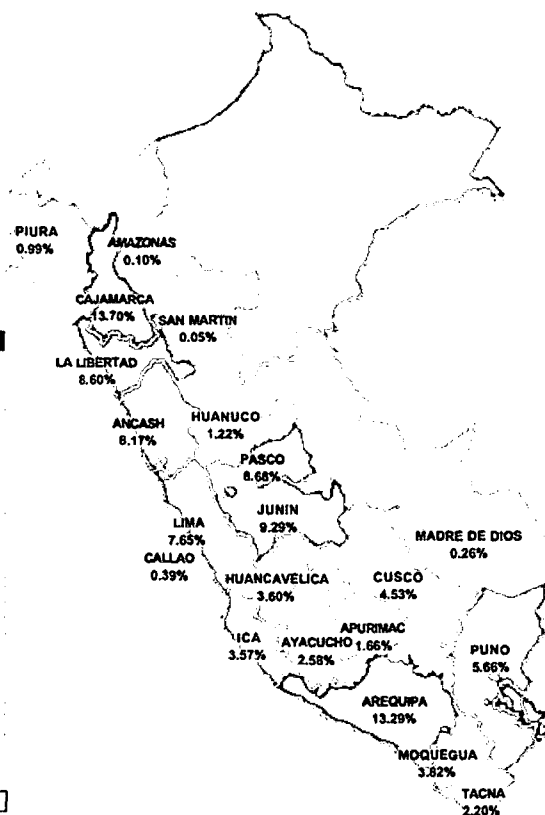 PIURA
0.99%
AMAZONAS
0.10%
CAJAMARCA
13.70%
SAN MARTIN
0.05%
LA LIBERTAD
8.60%
ANCASH
8.17%
HUANUCO
1.22%
PASCO
8.68%
JUNIN
9.29%
LIMA
7.65%
CALLAO
0.39%
MADRE DE DIOS
0.26%
HUANCAVELICA
3.60%
CUSCO
4.53%
ICA
3.57%
AYACUCHO
2.58%
APURIMAC
1.66%
PUNO
5.66%
AREQUIPA
13.29%
MOQUEGUA
3.82%
TACNA
2.20%